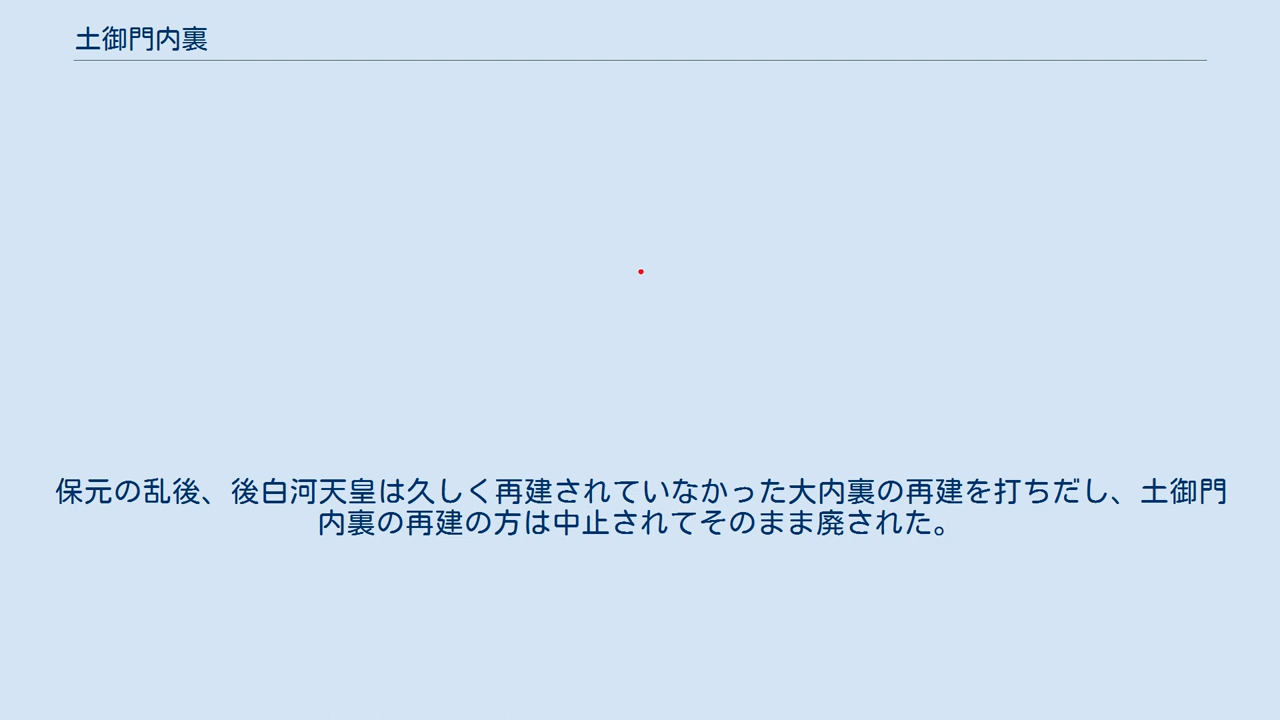 土御門内裏
保元の乱後、後白河天皇は久しく再建されていなかった大内裏の再建を打ちだし、土御門
内裏の再建の方は中止されてそのまま廃された。